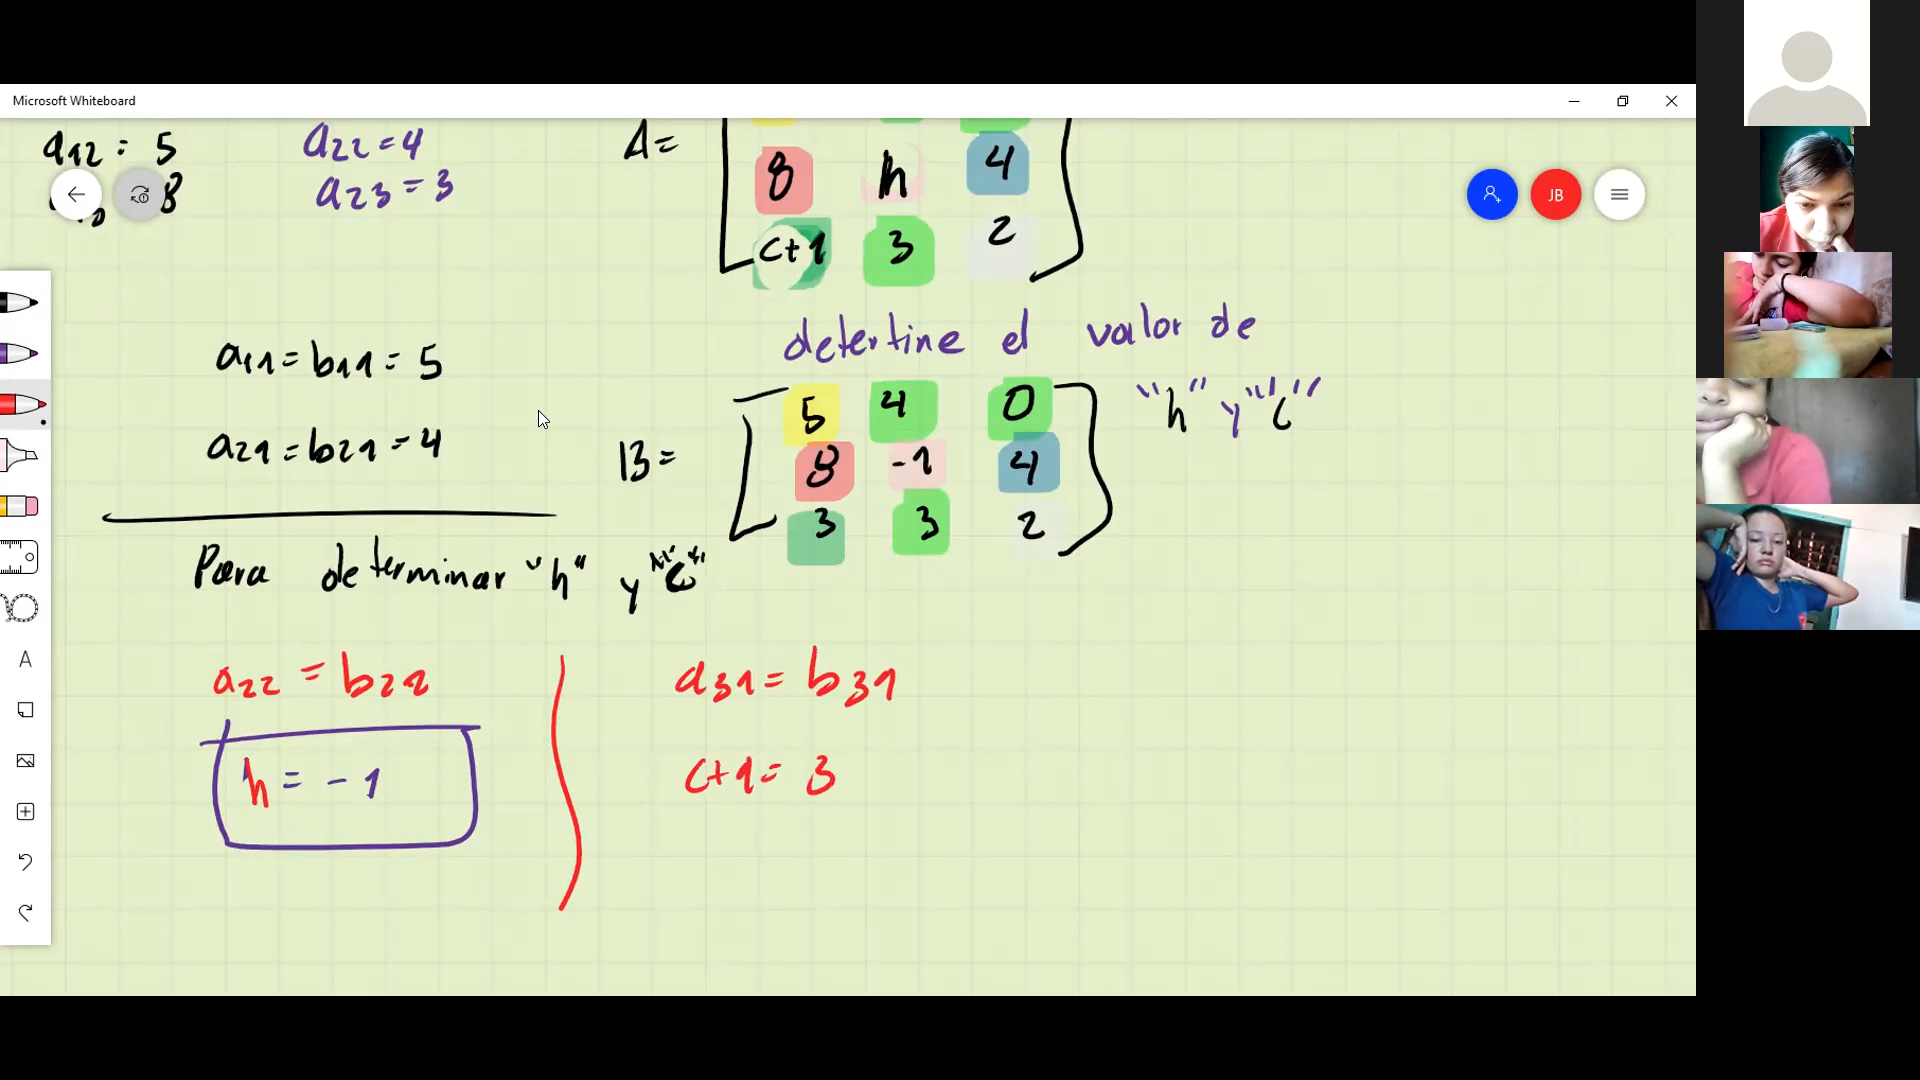 Microsoft Whiteboard
a12 = 5
8
a22 = 4
a23 = 3
A =
8 h 4
c+1 3 2
a11 = b11 = 5
a21 = b21 = 4
detertine el valor de
"h" y "c"
B =
5 4 0
8 -1 4
3 3 2
JB
Para determinar "h" y "c"
a22 = b22
h = -1
a31 = b31
c+1 = 3
A